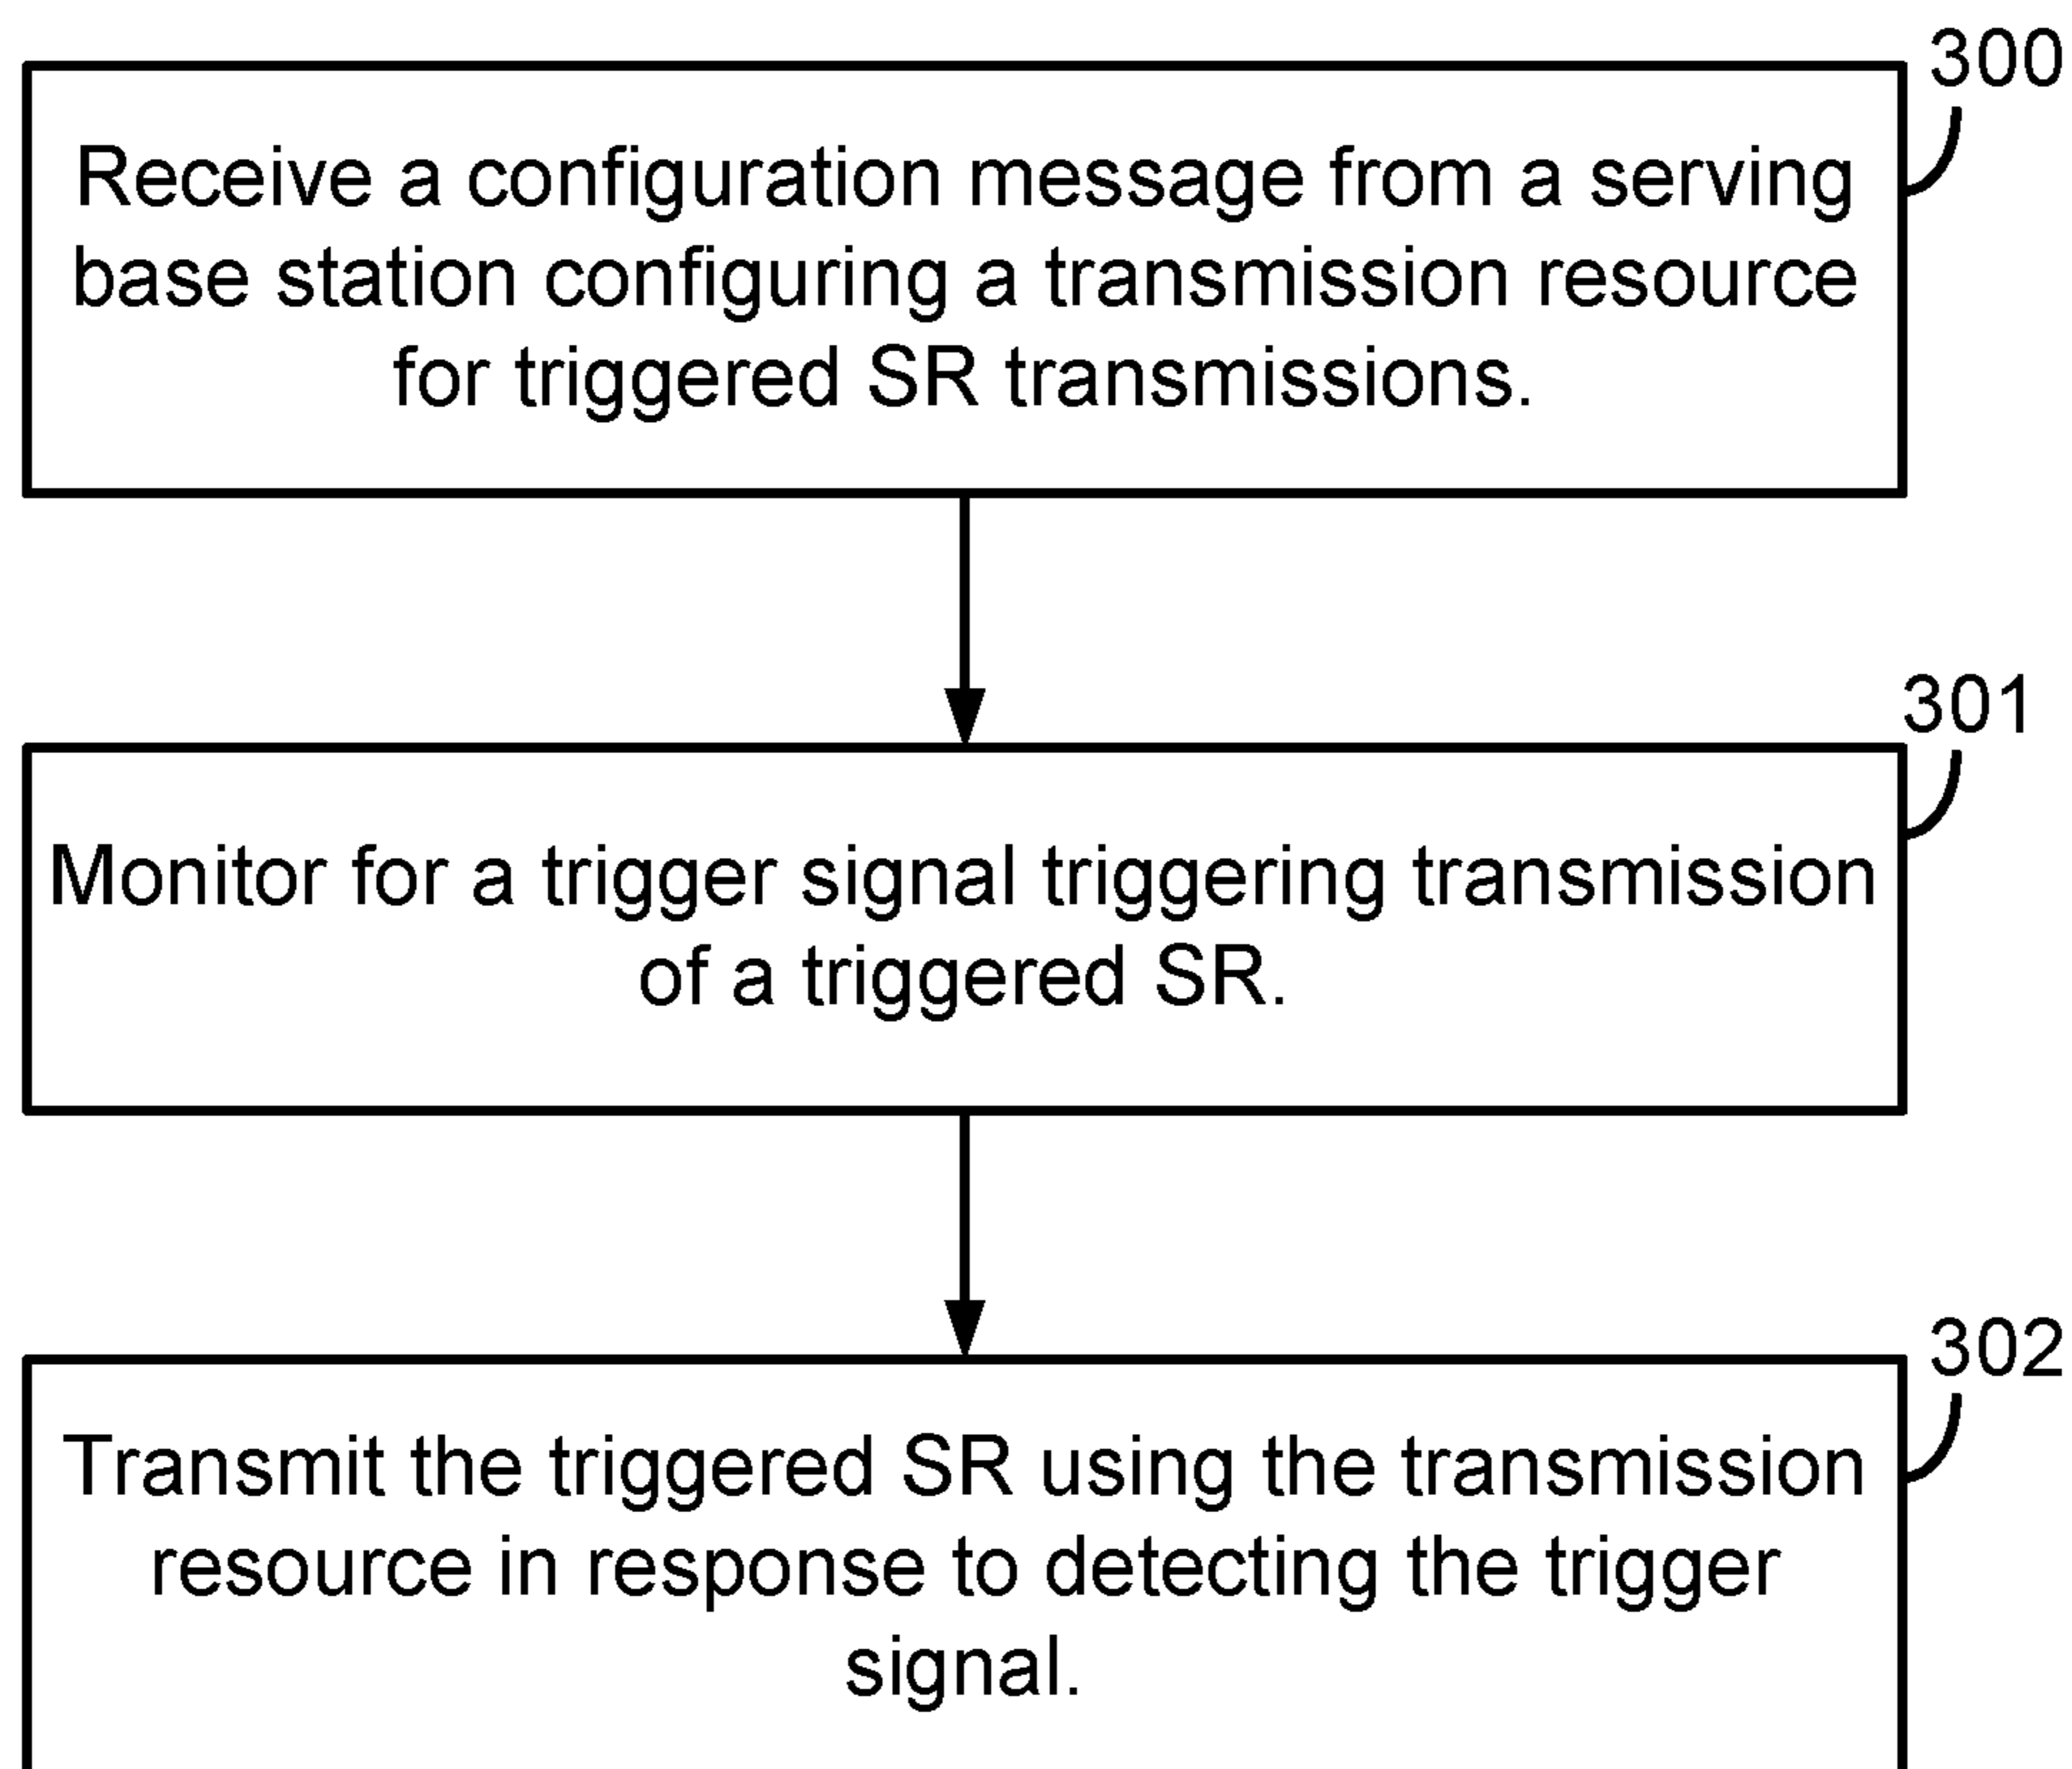 300
Receive a configuration message from a serving
base station configuring a transmission resource
for triggered SR transmissions.
301
Monitor for a trigger signal triggering transmission
of a triggered SR.
302
Transmit the triggered SR using the transmission
resource in response to detecting the trigger
signal.